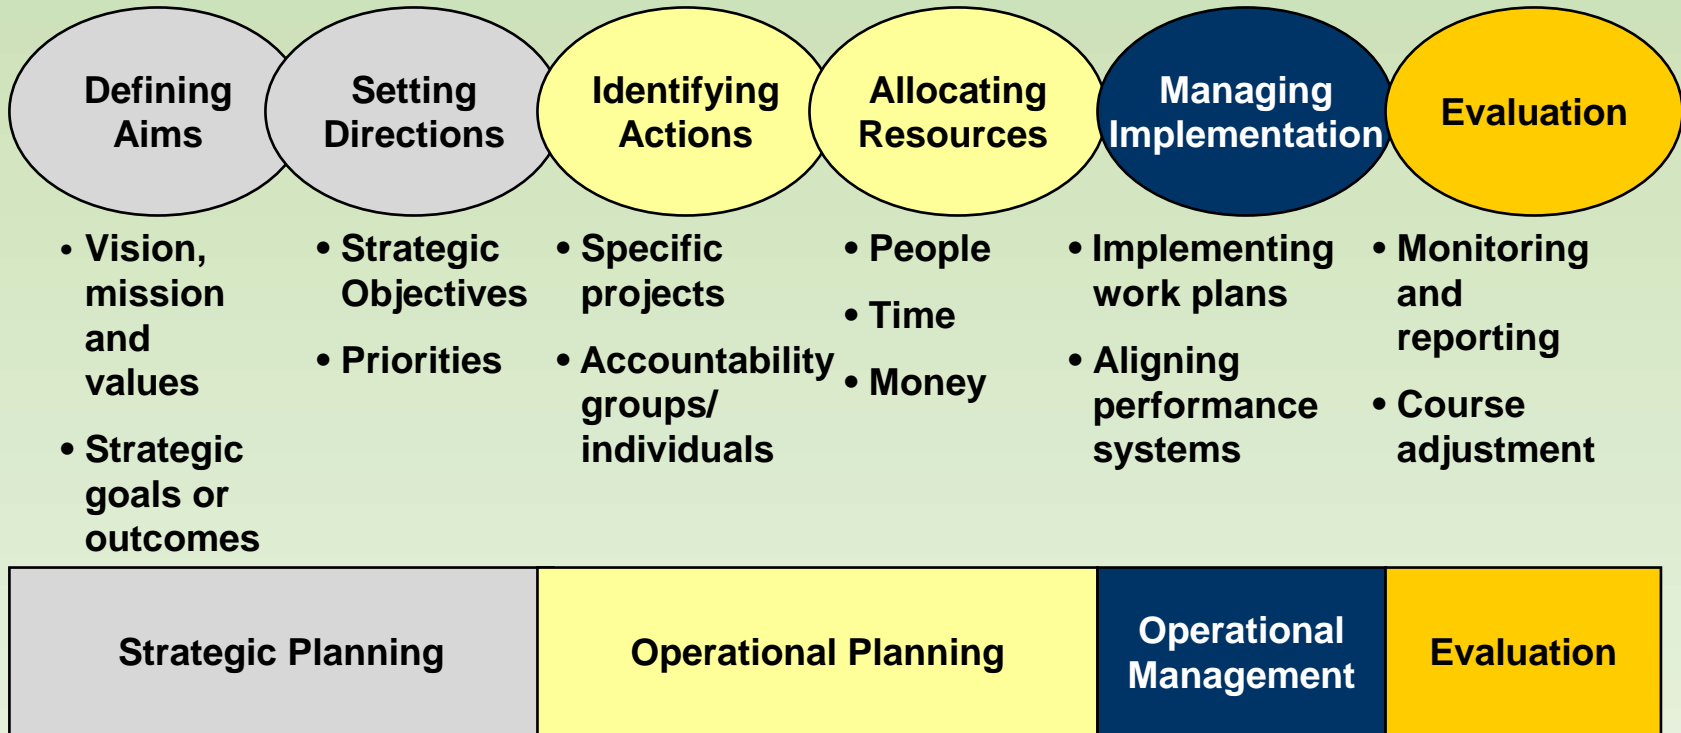 Defining
Aims
Setting
Directions
Identifying
Actions
Allocating
Resources
Managing
Implementation
Evaluation
• Vision,
mission
and
values
• Strategic
goals or
outcomes
• Strategic
Objectives
• Priorities
• Specific
projects
• Accountability
groups/
individuals
• People
• Time
• Money
• Implementing
work plans
• Aligning
performance
systems
• Monitoring
and
reporting
• Course
adjustment
Strategic Planning
Operational Planning
Operational
Management
Evaluation